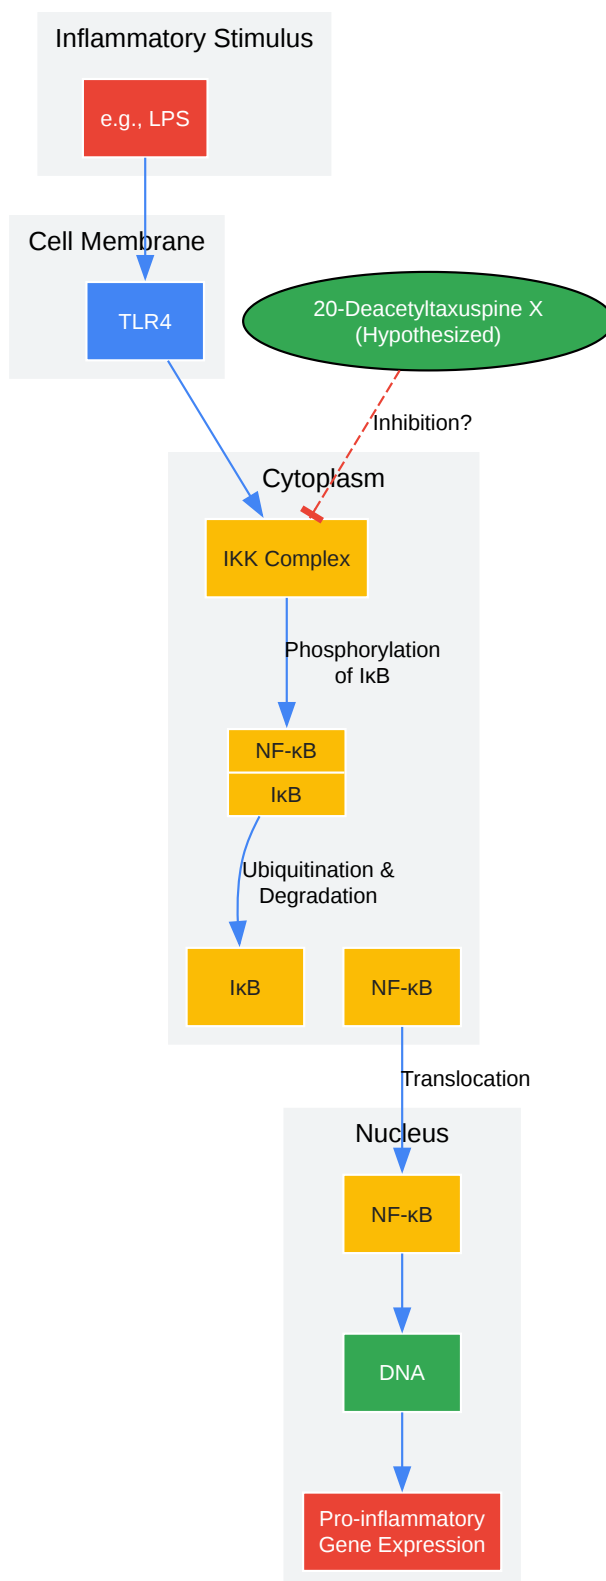 Inflammatory Stimulus
e.g., LPS
Cell Membrane
TLR4
20-Deacetyltaxuspine X
(Hypothesized)
Inhibition?
Cytoplasm
IKK Complex
Phosphorylation
of IκB
NF-κB
IκB
Ubiquitination &
Degradation
IκB
NF-κB
Translocation
Nucleus
NF-κB
DNA
Pro-inflammatory
Gene Expression